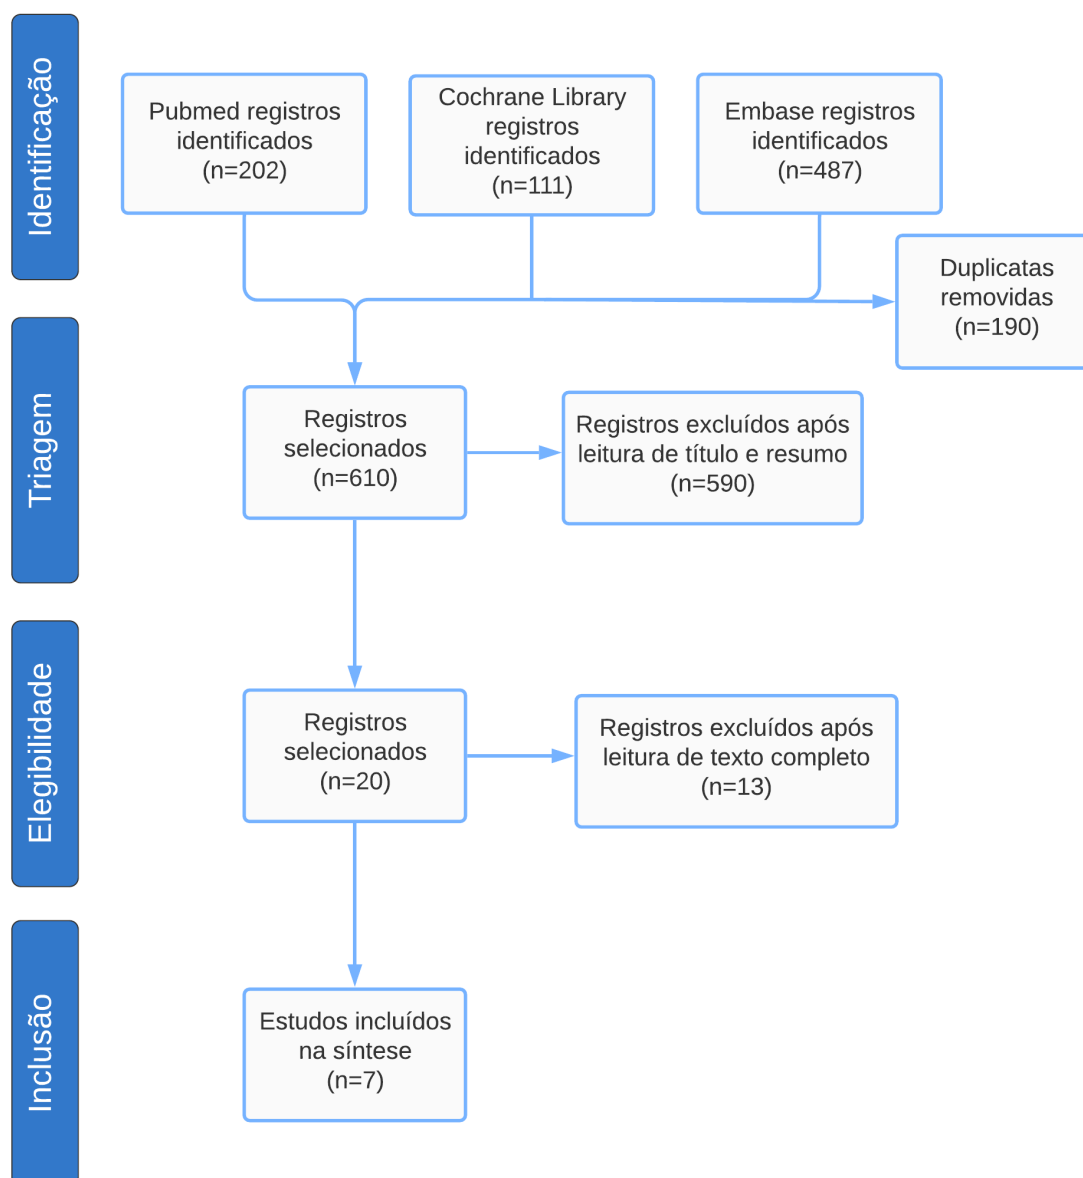 Identificação
Pubmed registros
identificados
(n=202)
Cochrane Library
registros
identificados
(n=111)
Embase registros
identificados
(n=487)
Duplicatas
removidas
(n=190)
Triagem
Registros
selecionados
(n=610)
Registros excluídos após
leitura de título e resumo
(n=590)
Elegibilidade
Registros
selecionados
(n=20)
Registros excluídos após
leitura de texto completo
(n=13)
Inclusão
Estudos incluídos
na síntese
(n=7)